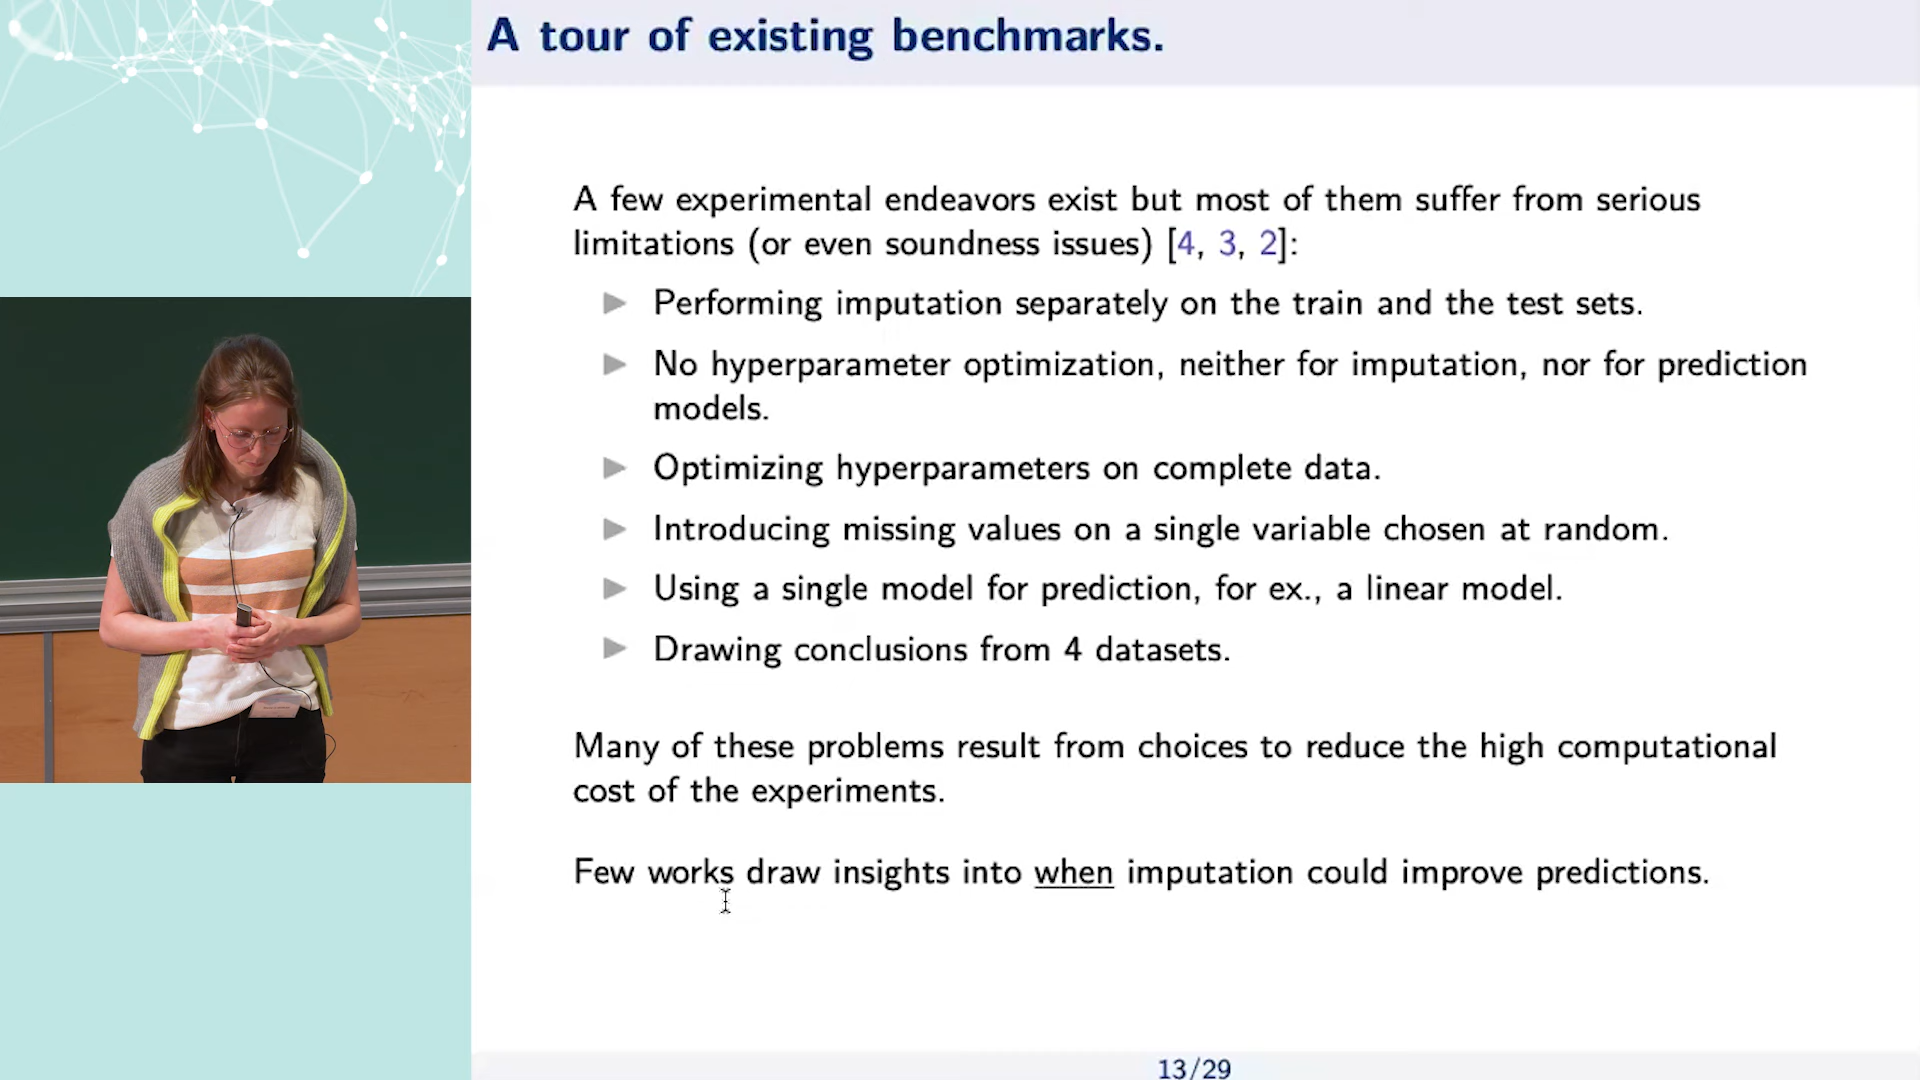 A tour of existing benchmarks.
A few experimental endeavors exist but most of them suffer from serious
limitations (or even soundness issues) [4, 3, 2]:
Performing imputation separately on the train and the test sets.
No hyperparameter optimization, neither for imputation, nor for prediction
models.
Optimizing hyperparameters on complete data.
Introducing missing values on a single variable chosen at random.
Using a single model for prediction, for ex., a linear model.
Drawing conclusions from 4 datasets.
Many of these problems result from choices to reduce the high computational
cost of the experiments.
Few works draw insights into when imputation could improve predictions.
13/29